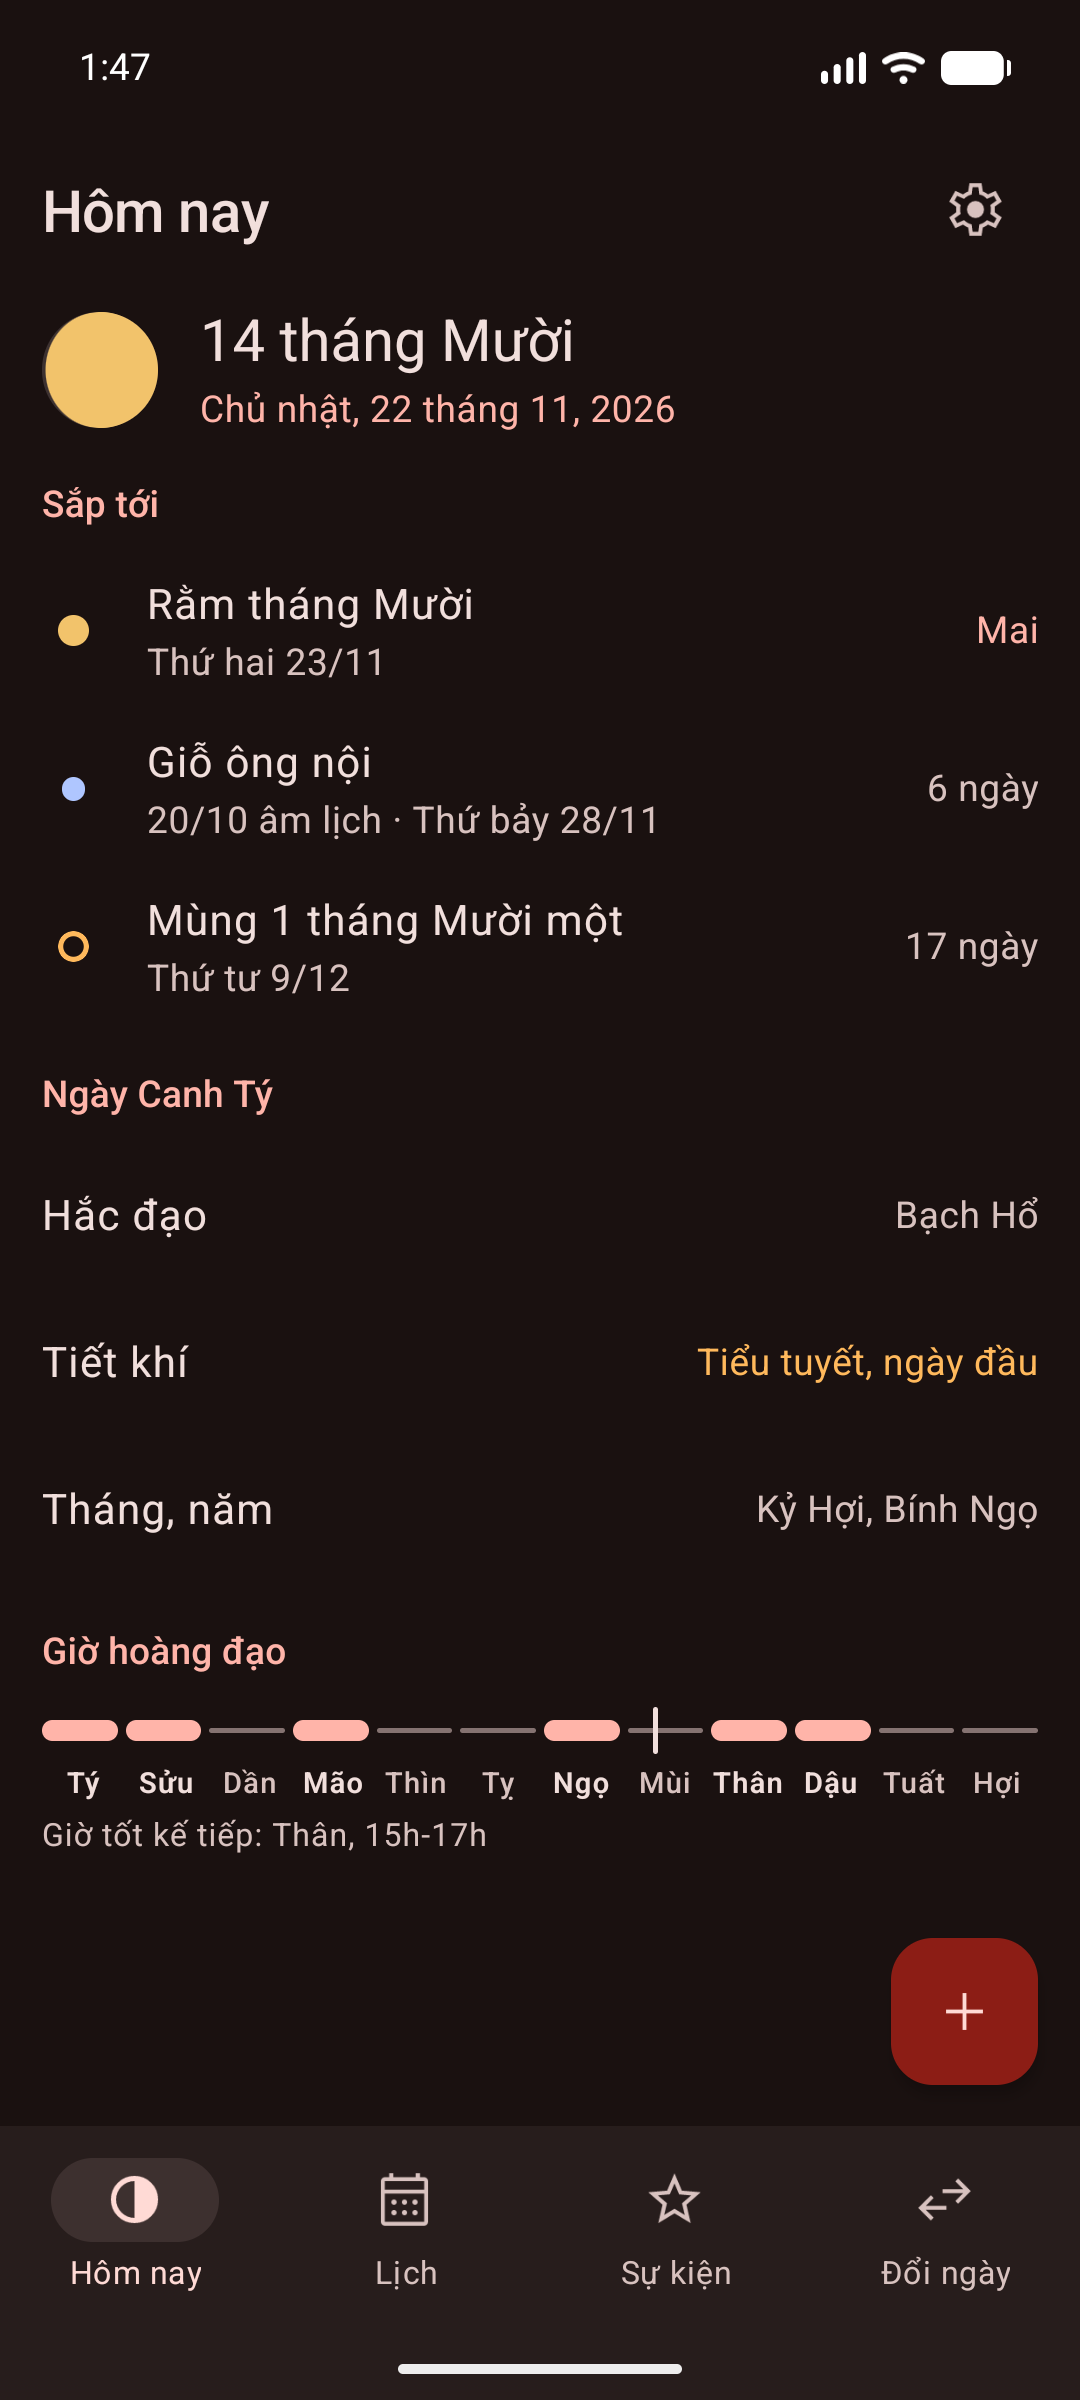 1:47
Hôm nay
14 tháng Mười
Chủ nhật, 22 tháng 11, 2026
Sắp tới
Rằm tháng Mười
Thứ hai 23/11
Mai
Giỗ ông nội
20/10 âm lịch · Thứ bảy 28/11
6 ngày
Mùng 1 tháng Mười một
Thứ tư 9/12
17 ngày
Ngày Canh Tý
Hắc đạo
Bạch Hổ
Tiết khí
Tiểu tuyết, ngày đầu
Tháng, năm
Kỷ Hợi, Bính Ngọ
Giờ hoàng đạo
Tý Sửu Dần Mão Thìn Tỵ Ngọ Mùi Thân Dậu Tuất Hợi
Giờ tốt kế tiếp: Thân, 15h-17h
Hôm nay Lịch Sự kiện Đổi ngày